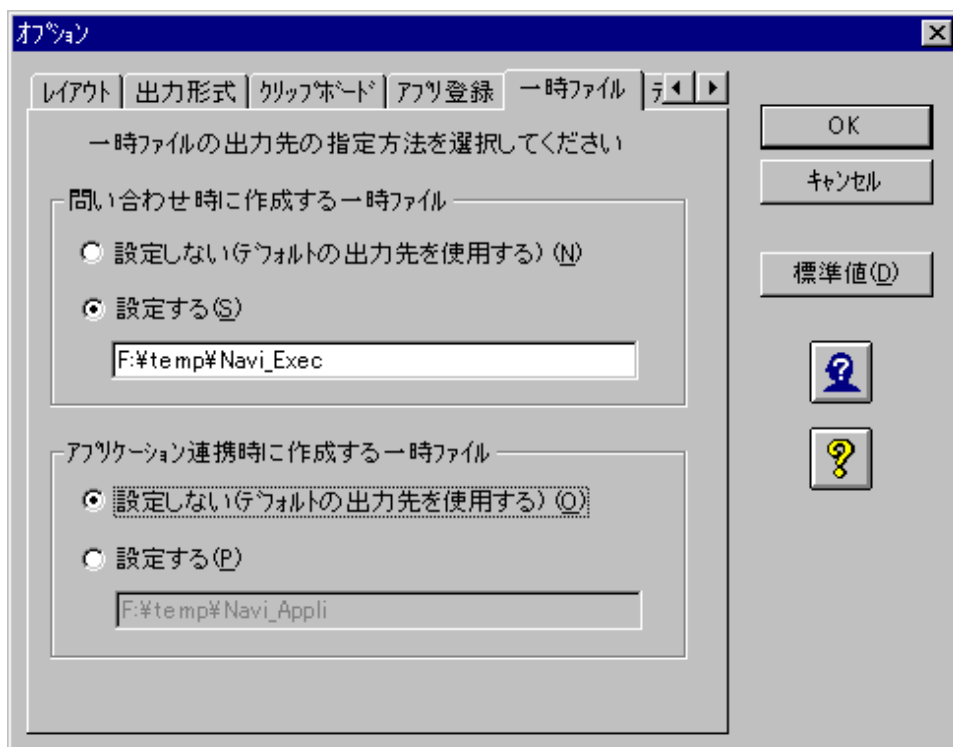 オプション
レイアウト 出力形式 クリップボード アプリ登録 一時ファイル
一時ファイルの出力先の指定方法を選択してください
OK
キャンセル
標準値(D)
問い合わせ時に作成する一時ファイル
設定しない(デフォルトの出力先を使用する) (N)
設定する(S)
F:¥temp¥Navi_Exec
アプリケーション連携時に作成する一時ファイル
設定しない(デフォルトの出力先を使用する) (O)
設定する(P)
F:¥temp¥Navi_Appli